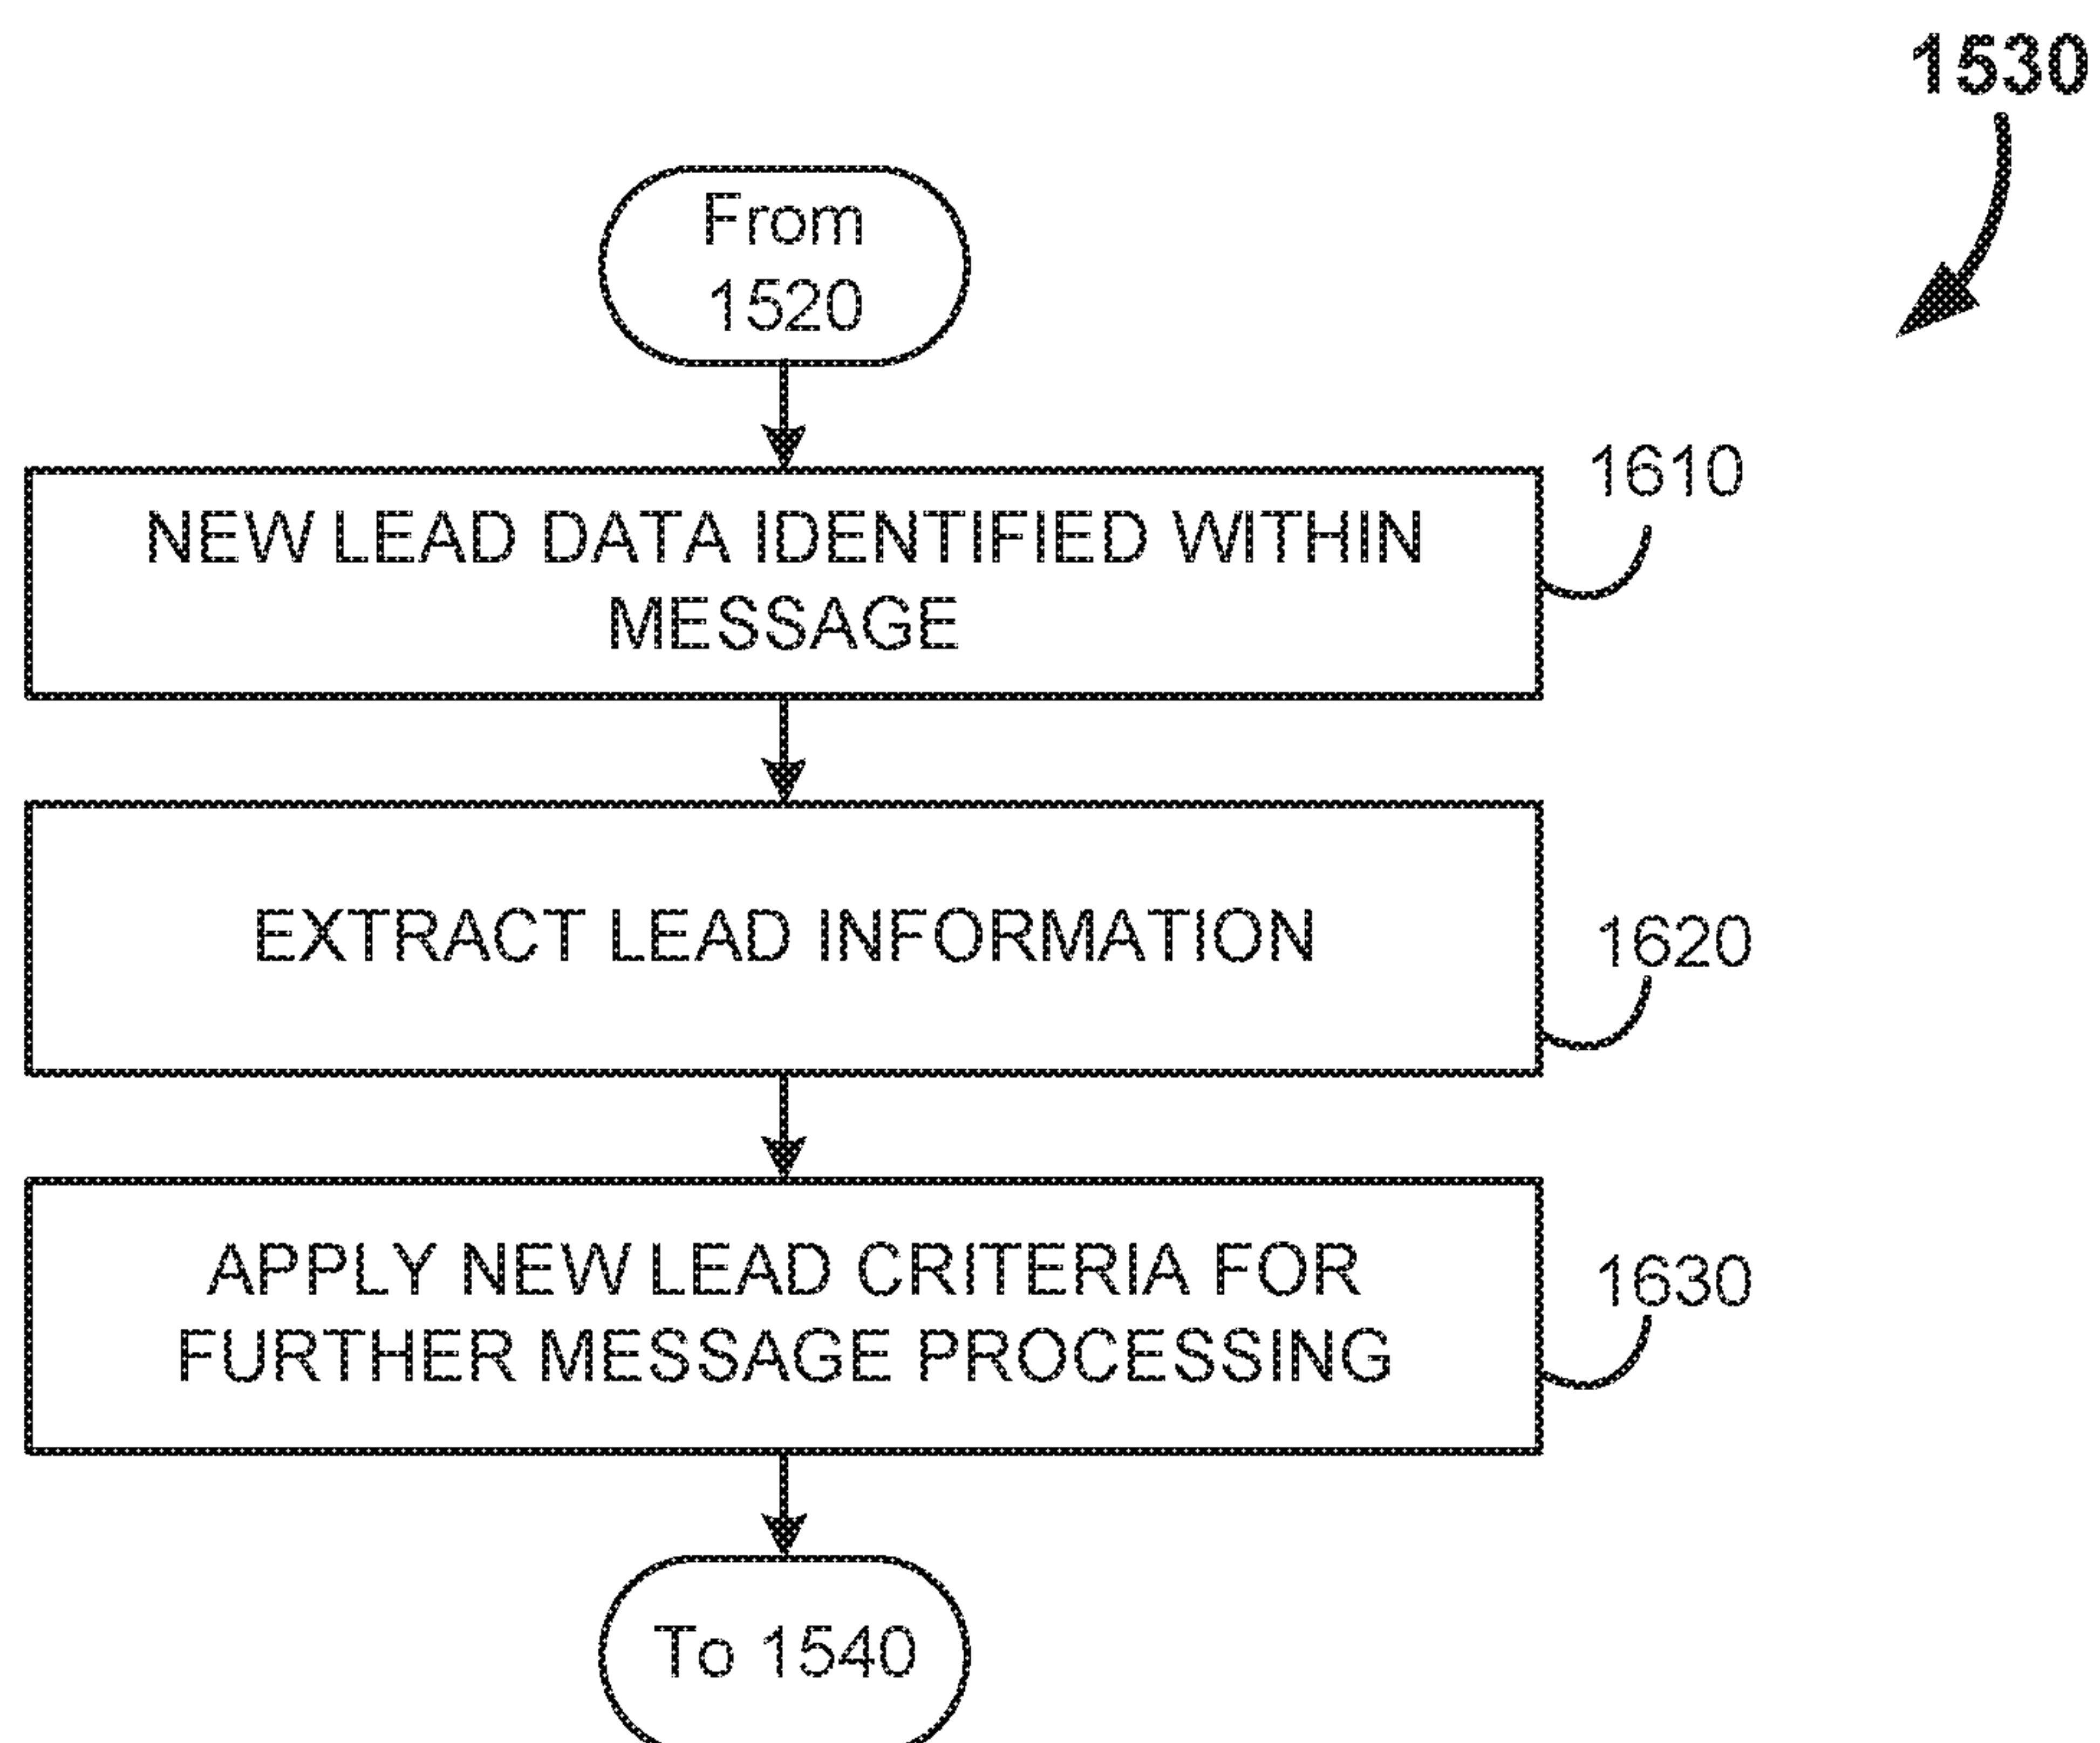 1530
From
1520
NEW LEAD DATA IDENTIFIED WITHIN
MESSAGE
1610
EXTRACT LEAD INFORMATION
1620
APPLY NEW LEAD CRITERIA FOR
FURTHER MESSAGE PROCESSING
1630
To 1540